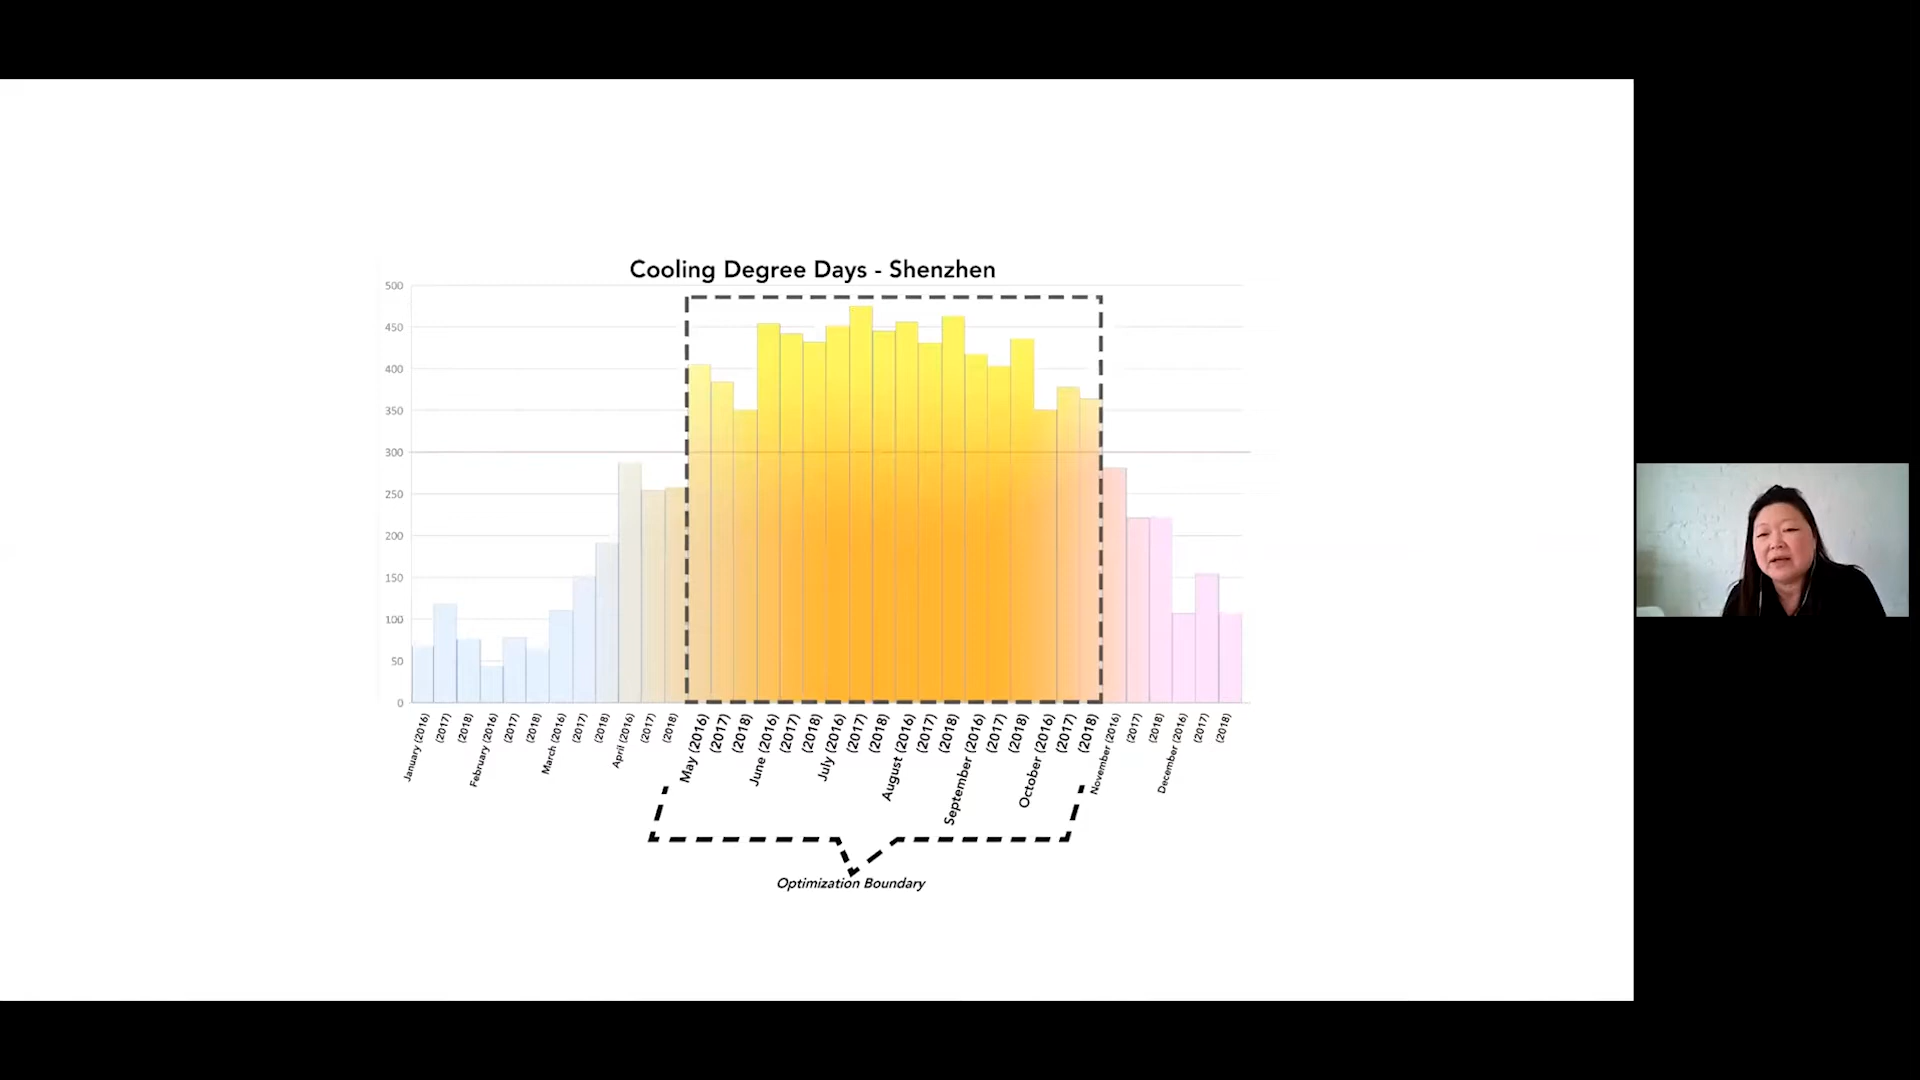 Cooling Degree Days - Shenzhen
500
450
400
350
300
250
200
150
100
50
0
January (2016)
(2017)
(2018)
February (2016)
(2017)
(2018)
March (2016)
(2017)
(2018)
April (2016)
(2017)
(2018)
May (2016)
(2017)
(2018)
June (2016)
(2017)
(2018)
July (2016)
(2017)
(2018)
August (2016)
(2017)
(2018)
September (2016)
(2017)
(2018)
October (2016)
(2017)
(2018)
November (2016)
(2017)
(2018)
December (2016)
(2017)
(2018)
Optimization Boundary